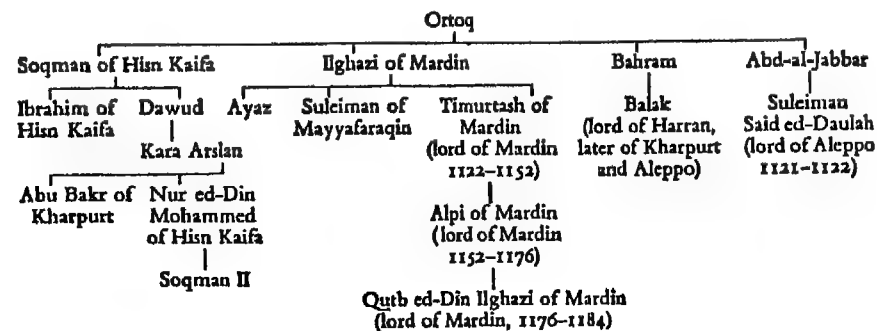 Ortoq
Soqman of Hisn Kaifa
Ilghazi of Mardin
Bahram
Abd-al-Jabbar
Ibrahim of
Hisn Kaifa
Dawud
Ayaz
Suleiman of
Mayyafaraqin
Timurtash of
Mardin
(lord of Mardin
1122–1152)
Balak
(lord of Harran,
later of Kharpurt
and Aleppo)
Suleiman
Said ed-Daulah
(lord of Aleppo
1121–1122)
Kara Arslan
Abu Bakr of
Kharpurt
Nur ed-Din
Mohammed
of Hisn Kaifa
Alpi of Mardin
(lord of Mardin
1152–1176)
Soqman II
Qutb ed-Din Ilghazi of Mardin
(lord of Mardin, 1176–1184)